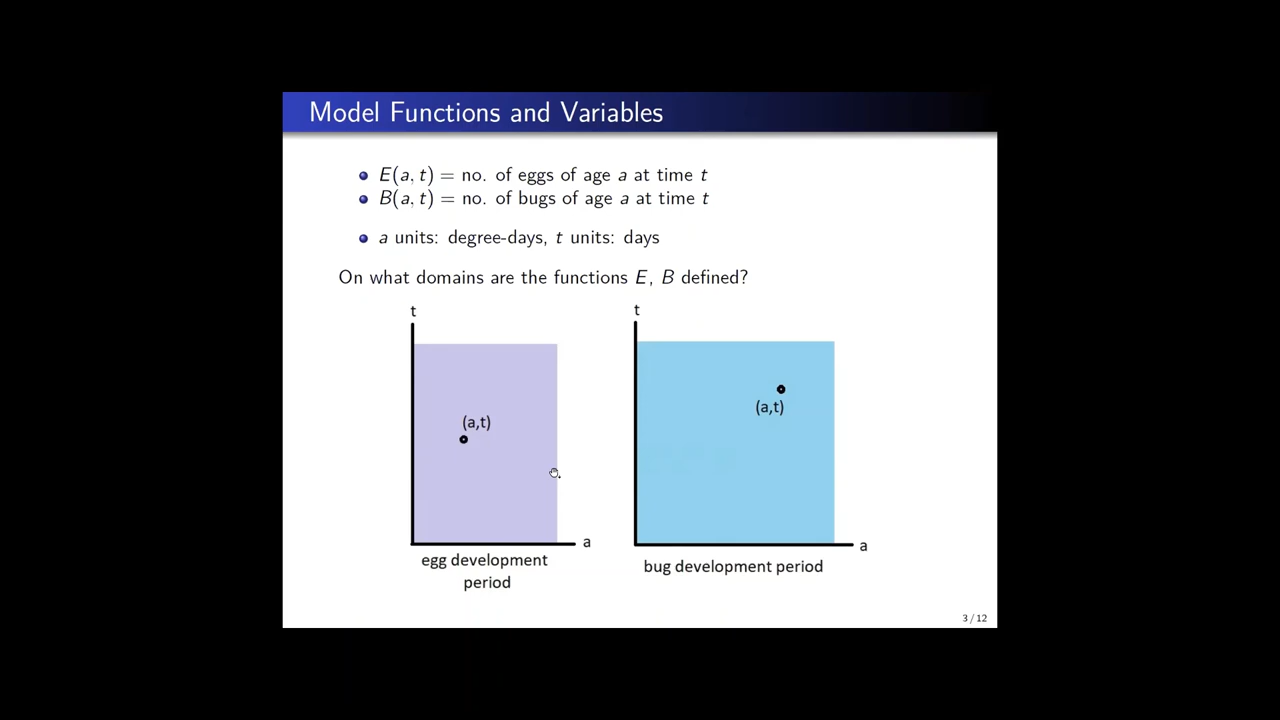 Model Functions and Variables
E(a, t) = no. of eggs of age a at time t
B(a, t) = no. of bugs of age a at time t
a units: degree-days, t units: days
On what domains are the functions E, B defined?
t
(a,t)
a
egg development
period
t
(a,t)
a
bug development period
3 / 12